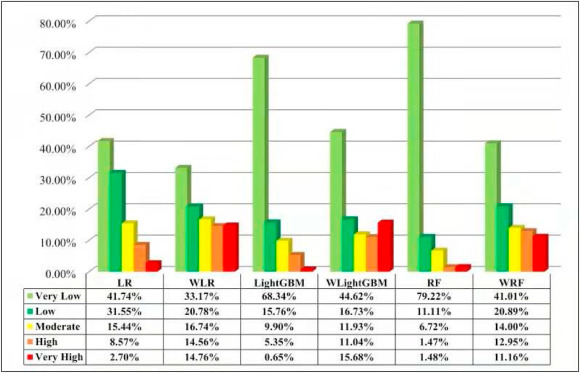 80.00%
70.00%
60.00%
50.00%
40.00%
30.00%
20.00%
10.00%
0.00%
LR WLR LightGBM WLightGBM RF WRF
Very Low 41.74% 33.17% 68.34% 44.62% 79.22% 41.01%
Low 31.55% 20.78% 15.76% 16.73% 11.11% 20.89%
Moderate 15.44% 16.74% 9.90% 11.93% 6.72% 14.00%
High 8.57% 14.56% 5.35% 11.04% 1.47% 12.95%
Very High 2.70% 14.76% 0.65% 15.68% 1.48% 11.16%